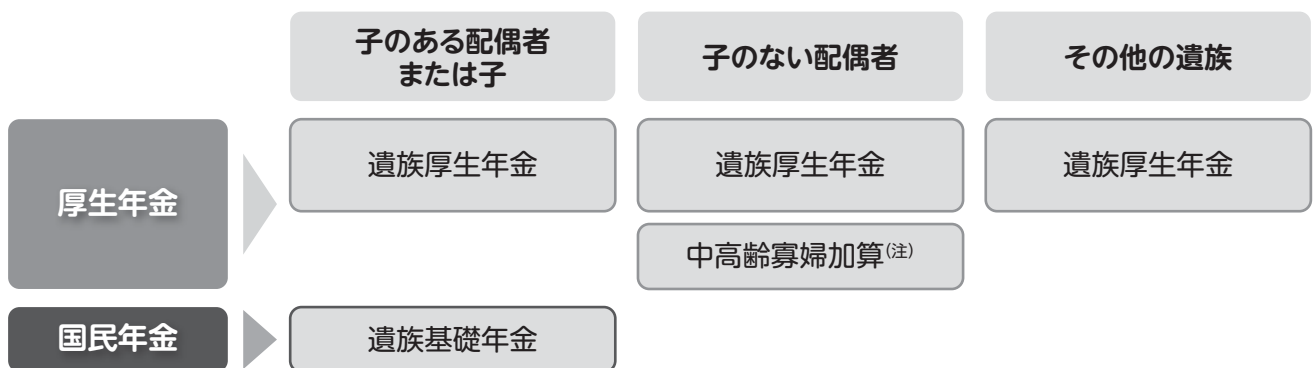 子のある配偶者
または子
子のない配偶者
その他の遺族
厚生年金
遺族厚生年金
遺族厚生年金
遺族厚生年金
中高齢寡婦加算(注)
国民年金
遺族基礎年金